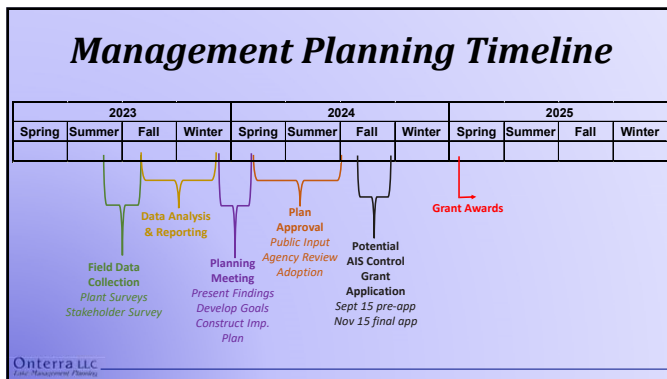 Management Planning Timeline
2023 2024 2025
Spring Summer Fall Winter Spring Summer Fall Winter Spring Summer Fall Winter
Field Data
Collection
Plant Surveys
Stakeholder Survey
Data Analysis
& Reporting
Planning
Meeting
Present Findings
Develop Goals
Construct Imp.
Plan
Plan
Approval
Public Input
Agency Review
Adoption
Potential
AIS Control
Grant
Application
Sept 15 pre-app
Nov 15 final app
Grant Awards
Onterra LLC
Lake Management Planning